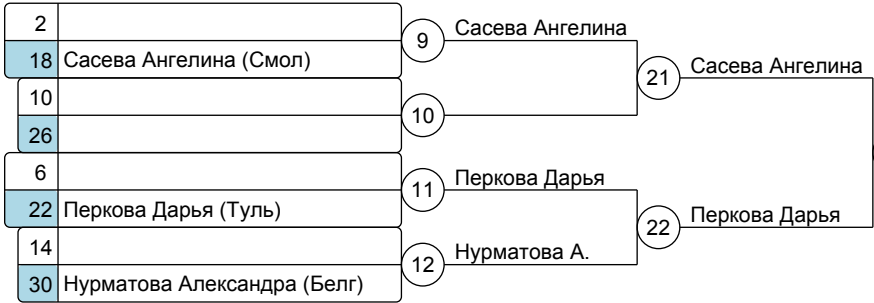 2
9
Сасева Ангелина
18 Сасева Ангелина (Смол)
21
Сасева Ангелина
10
10
26
6
11
Перкова Дарья
22 Перкова Дарья (Туль)
22
Перкова Дарья
14
12
Нурматова А.
30 Нурматова Александра (Белг)